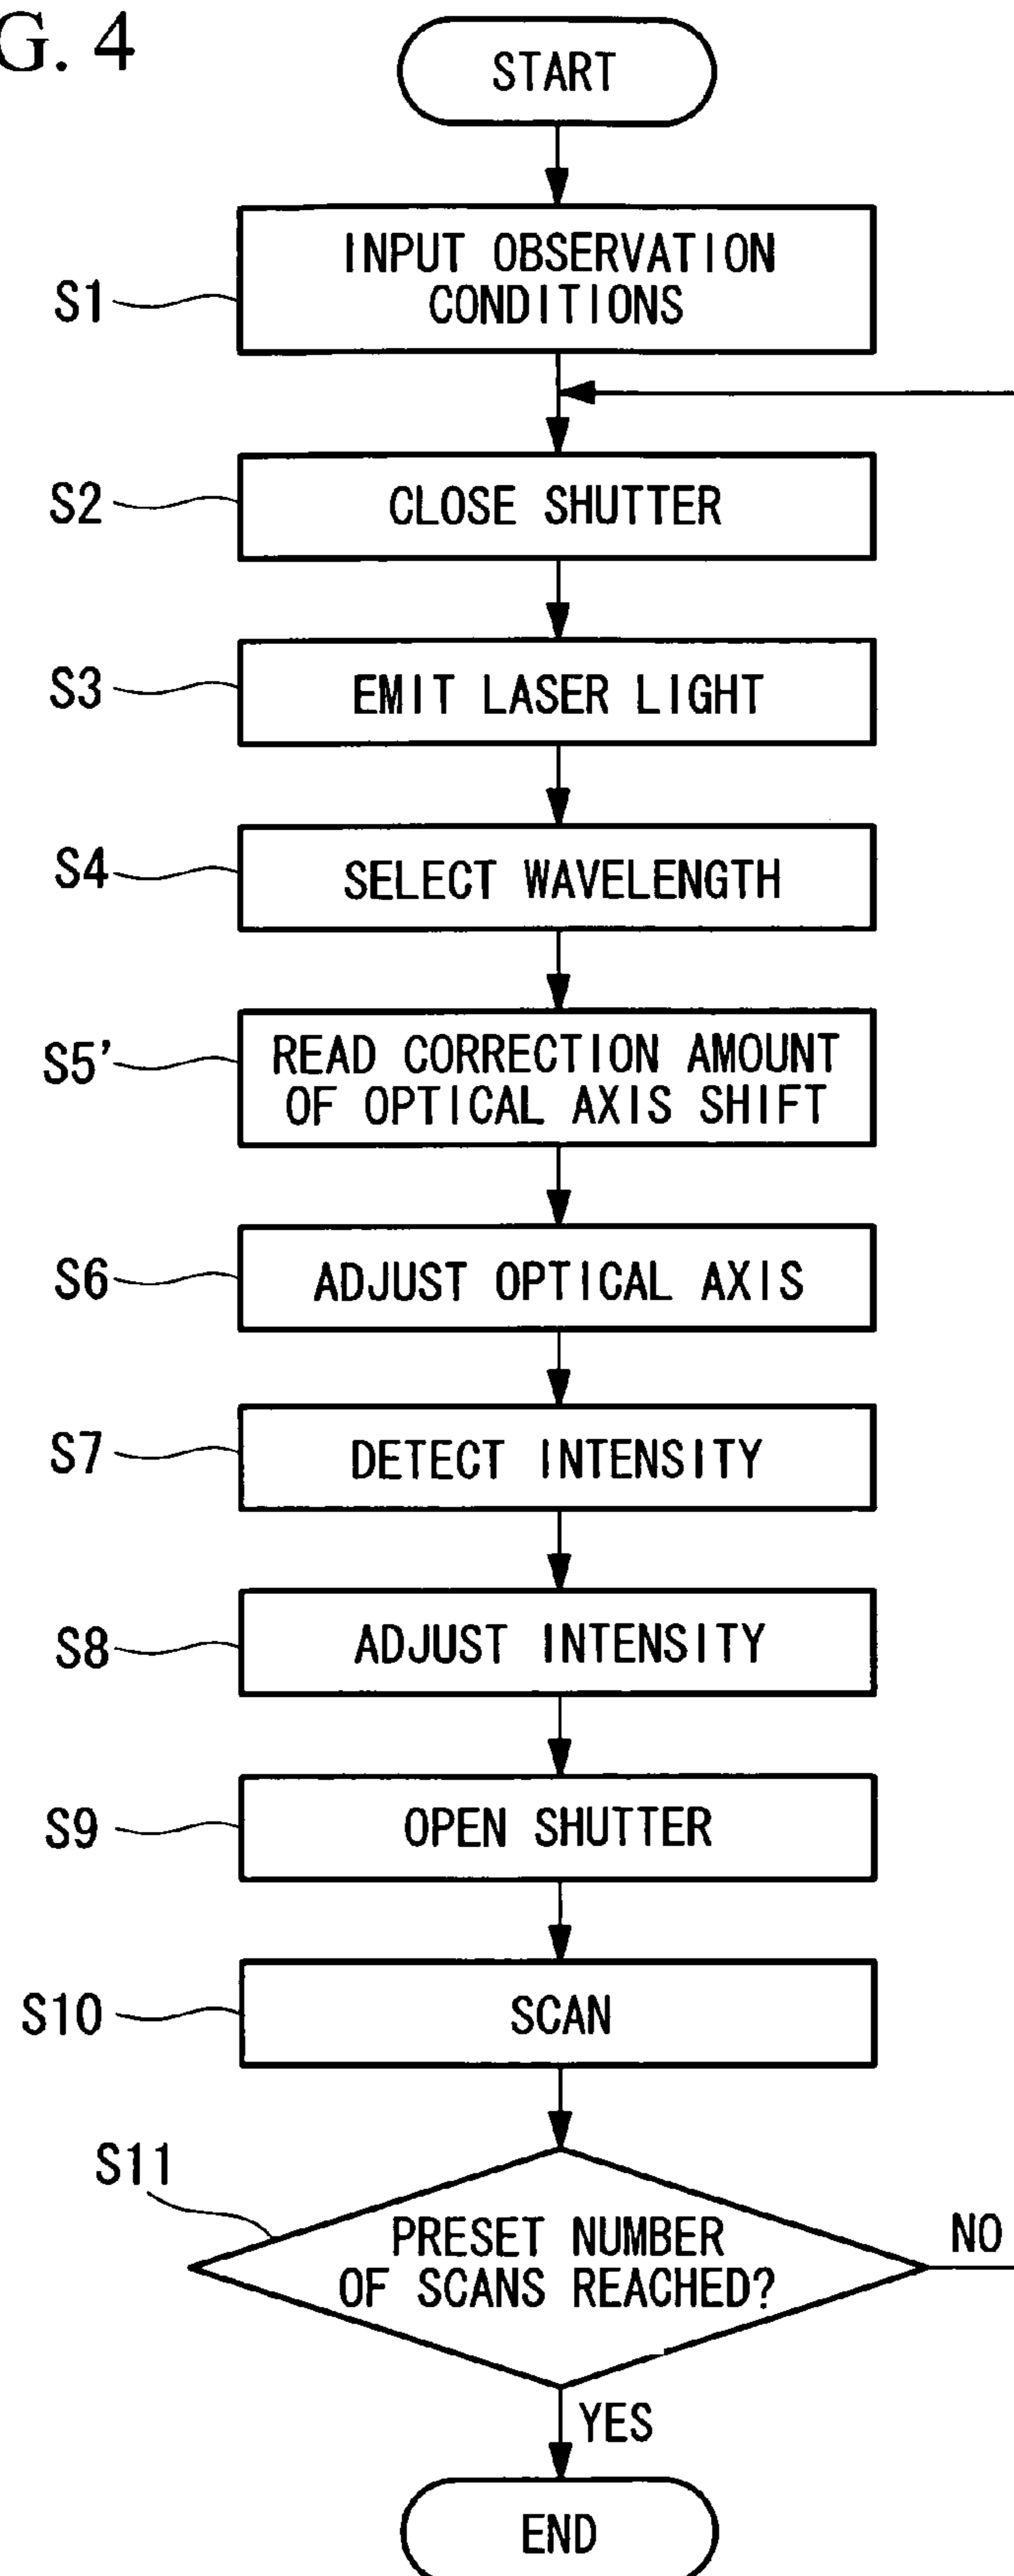 G. 4
START
INPUT OBSERVATION
CONDITIONS
S1
CLOSE SHUTTER
S2
EMIT LASER LIGHT
S3
SELECT WAVELENGTH
S4
READ CORRECTION AMOUNT
OF OPTICAL AXIS SHIFT
S5'
ADJUST OPTICAL AXIS
S6
DETECT INTENSITY
S7
ADJUST INTENSITY
S8
OPEN SHUTTER
S9
SCAN
S10
S11
PRESET NUMBER
OF SCANS REACHED?
NO
YES
END